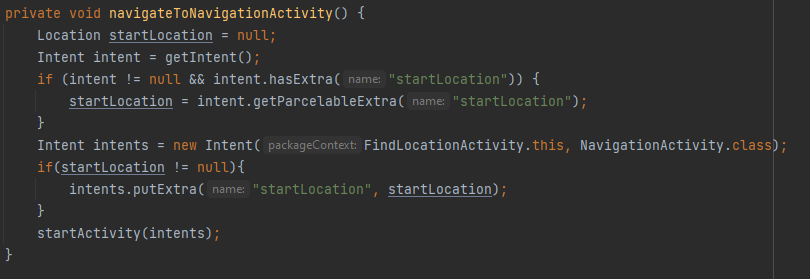 private void navigateToNavigationActivity() {
Location startLocation = null;
Intent intent = getIntent();
if (intent != null && intent.hasExtra( name: "startLocation")) {
startLocation = intent.getParcelableExtra( name: "startLocation");
}
Intent intents = new Intent( packageContext: FindLocationActivity.this, NavigationActivity.class);
if(startLocation != null){
intents.putExtra( name: "startLocation", startLocation);
}
startActivity(intents);
}